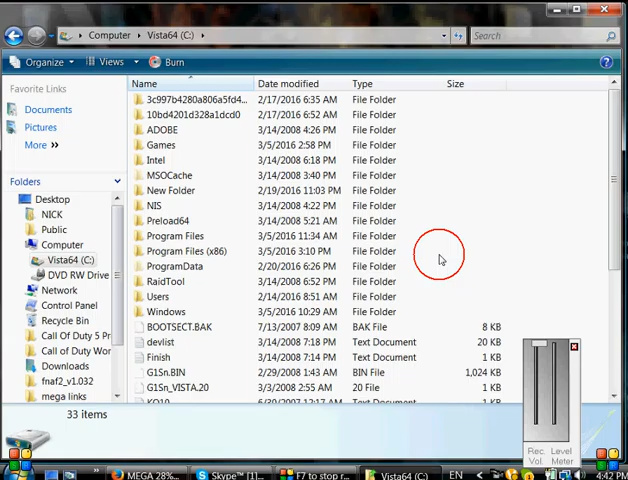 Computer ▸ Vista64 (C:) ▸
Search
Organize Views Burn
Favorite Links
Documents
Pictures
More »
Folders
Desktop
NICK
Public
Computer
Vista64 (C:)
DVD RW Drive
Network
Control Panel
Recycle Bin
Call Of Duty 5 Pr
Call of Duty Wor
Downloads
fnaf2_v1.032
mega links
Name Date modified Type Size
3c997b4280a806a5fd4... 2/17/2016 6:35 AM File Folder
10bd4201d328a1dcd0 2/17/2016 6:52 AM File Folder
ADOBE 3/14/2008 4:26 PM File Folder
Games 3/5/2016 2:58 PM File Folder
Intel 3/14/2008 6:18 PM File Folder
MSOCache 3/14/2008 3:40 PM File Folder
New Folder 2/19/2016 11:03 PM File Folder
NIS 3/14/2008 4:22 PM File Folder
Preload64 3/14/2008 5:21 AM File Folder
Program Files 3/5/2016 11:34 AM File Folder
Program Files (x86) 3/5/2016 3:10 PM File Folder
ProgramData 2/20/2016 6:26 PM File Folder
RaidTool 3/14/2008 6:52 PM File Folder
Users 2/14/2016 8:51 AM File Folder
Windows 3/5/2016 10:29 AM File Folder
BOOTSECT.BAK 7/13/2007 8:09 AM BAK File 8 KB
devlist 3/14/2008 7:18 PM Text Document 20 KB
Finish 3/14/2008 7:14 PM Text Document 1 KB
G1Sn.BIN 2/29/2008 1:43 AM BIN File 1,024 KB
G1Sn_VISTA.20 3/3/2008 2:55 AM 20 File 1 KB
33 items
Rec. Level
Vol. Meter
MEGA 28%... Skype™ [1]... F7 to stop r... Vista64 (C:) EN 4:42 PM